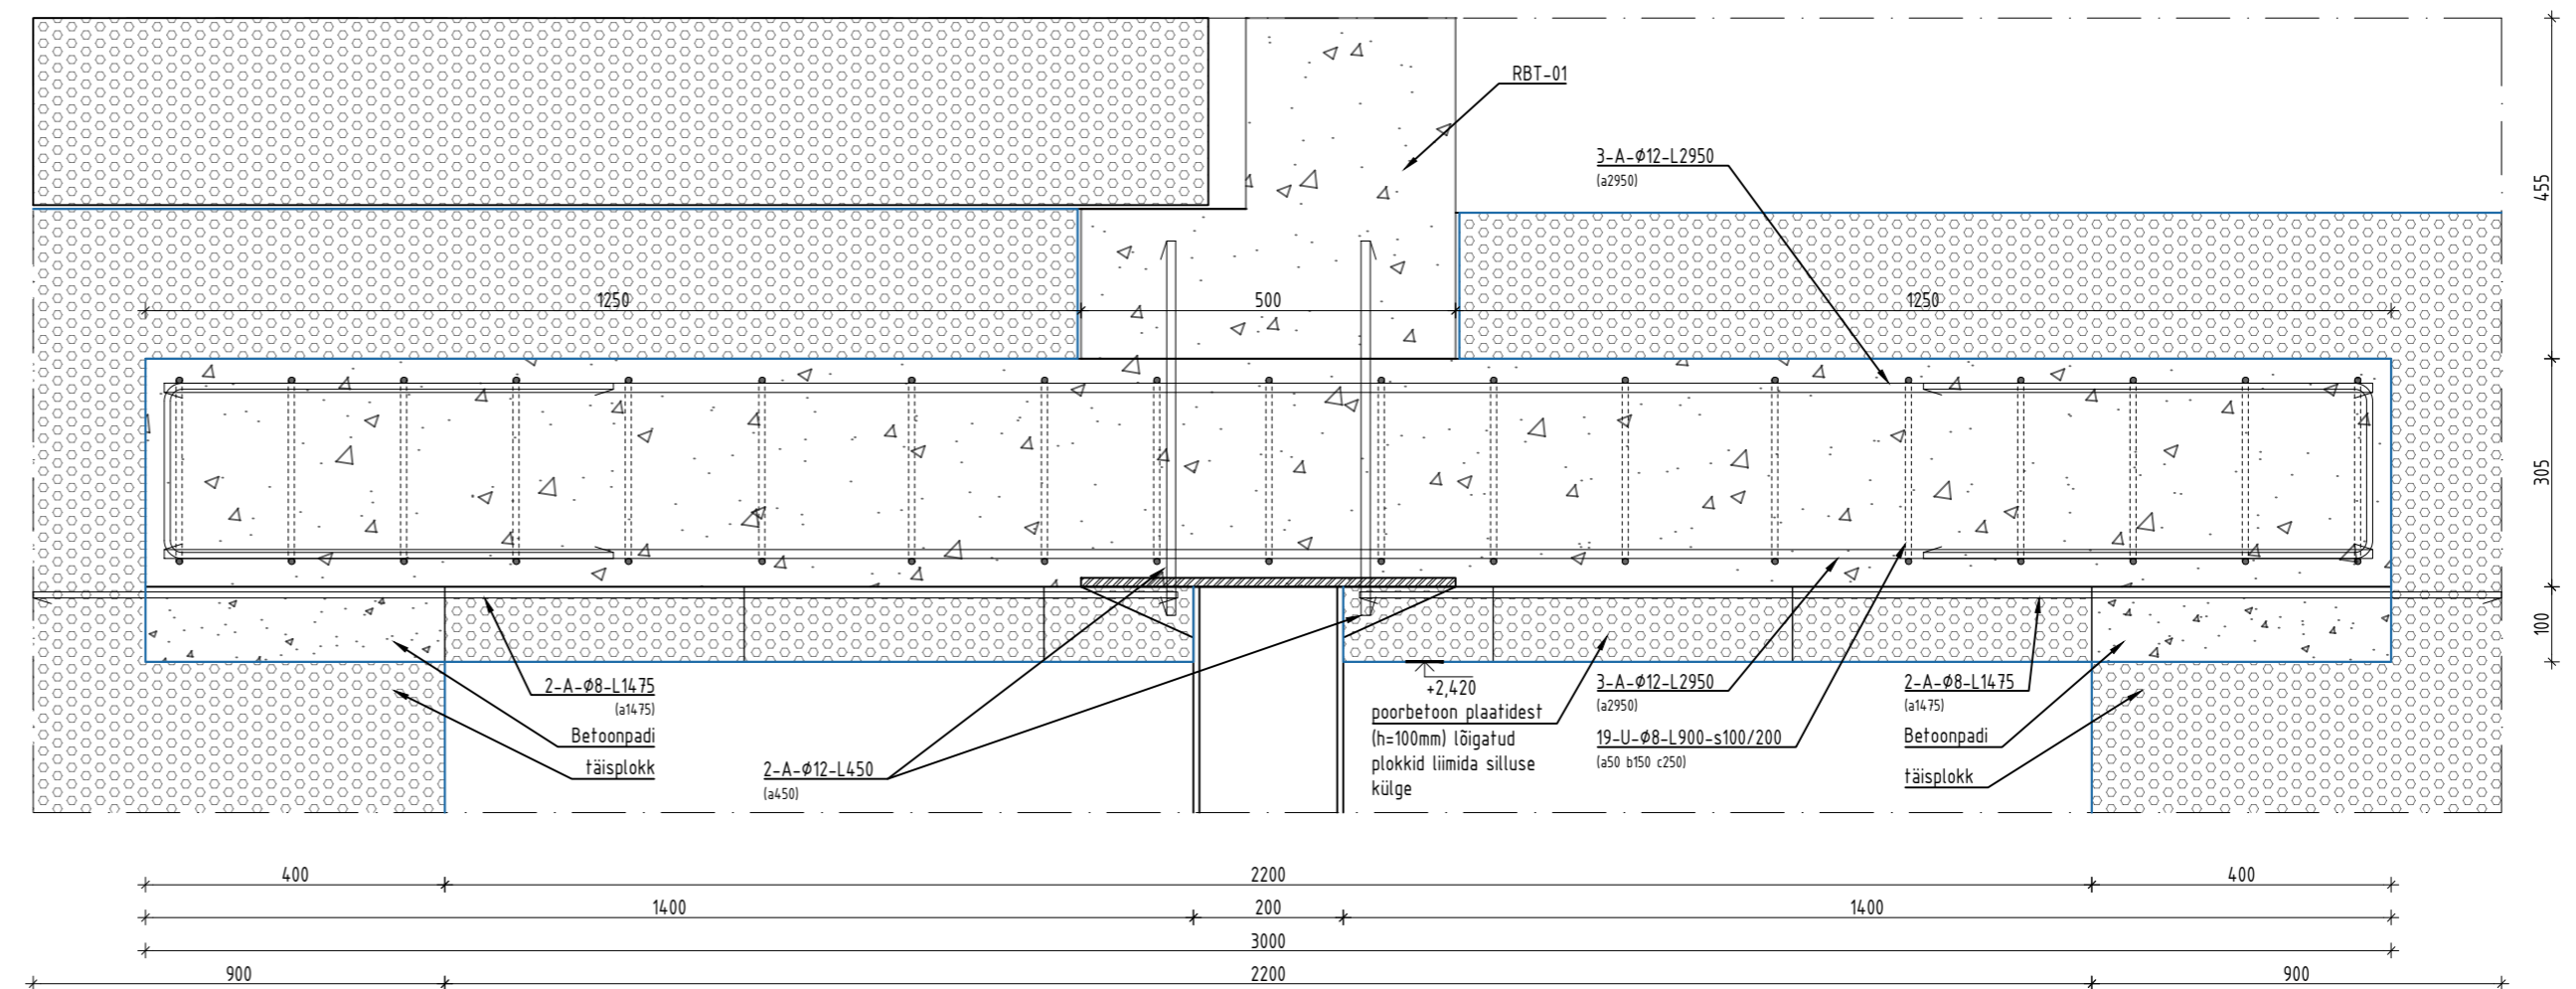 RBT-01
3-A-Ø12-L2950
(a2950)
455
1250
500
1250
305
100
2-A-Ø8-L1475
(a1475)
Betoonpadi
täisplokk
2-A-Ø12-L450
(a450)
+2,420
poorbetoon plaatidest
(h=100mm) lõigatud
plokkid liimida silluse
külge
3-A-Ø12-L2950
(a2950)
19-U-Ø8-L900-s100/200
(a50 b150 c250)
2-A-Ø8-L1475
(a1475)
Betoonpadi
täisplokk
400
2200
400
1400
200
1400
3000
900
2200
900